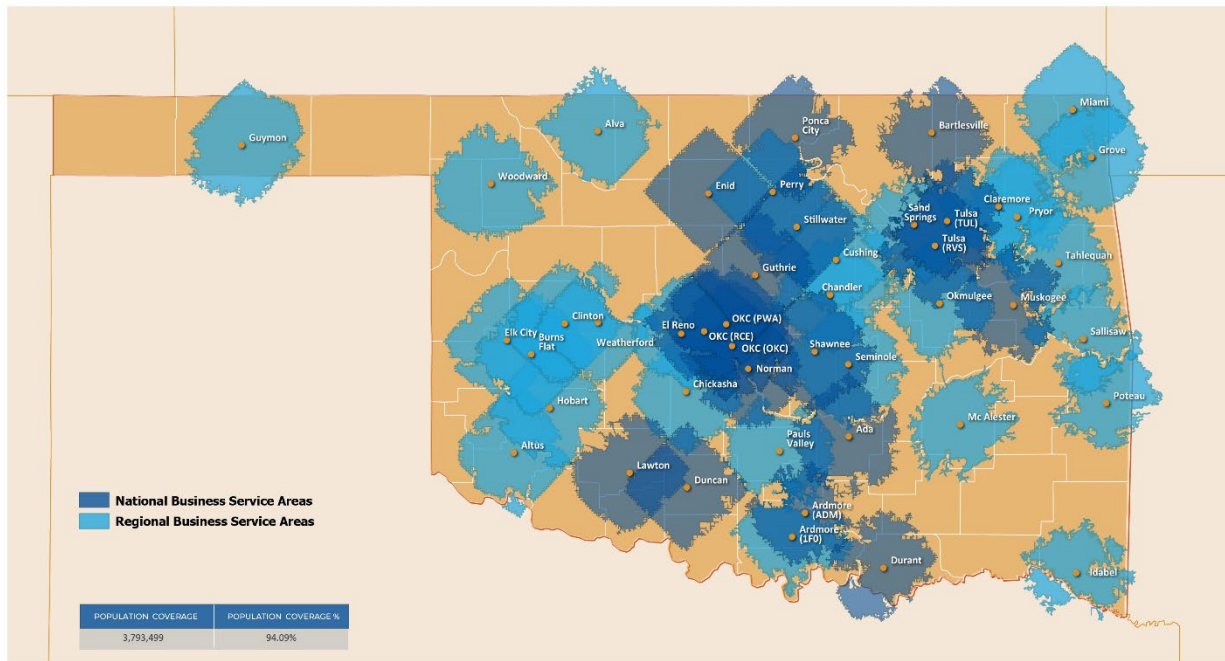 Guymon
Alva
Woodward
Ponca
City
Bartlesville
Miami
Grove
Enid
Perry
Stillwater
Sand
Springs
Tulsa
(TUL)
Tulsa
(RVS)
Claremore
Pryor
Guthrie
Cushing
Chandler
Tahlequah
Okmulgee
Muskogee
Clinton
Elk City
Burns
Flat
Weatherford
El Reno
OKC (PWA)
OKC (RCE)
OKC (OKC)
Shawnee
Seminole
Norman
Sallisaw
Chickasha
Hobart
Altus
Poteau
Mc Alester
Ada
Pauls
Valley
Lawton
Duncan
Ardmore
(ADM)
Ardmore
(1F0)
Durant
Idabel
National Business Service Areas
Regional Business Service Areas
POPULATION COVERAGE POPULATION COVERAGE %
3,793,499 94.09%